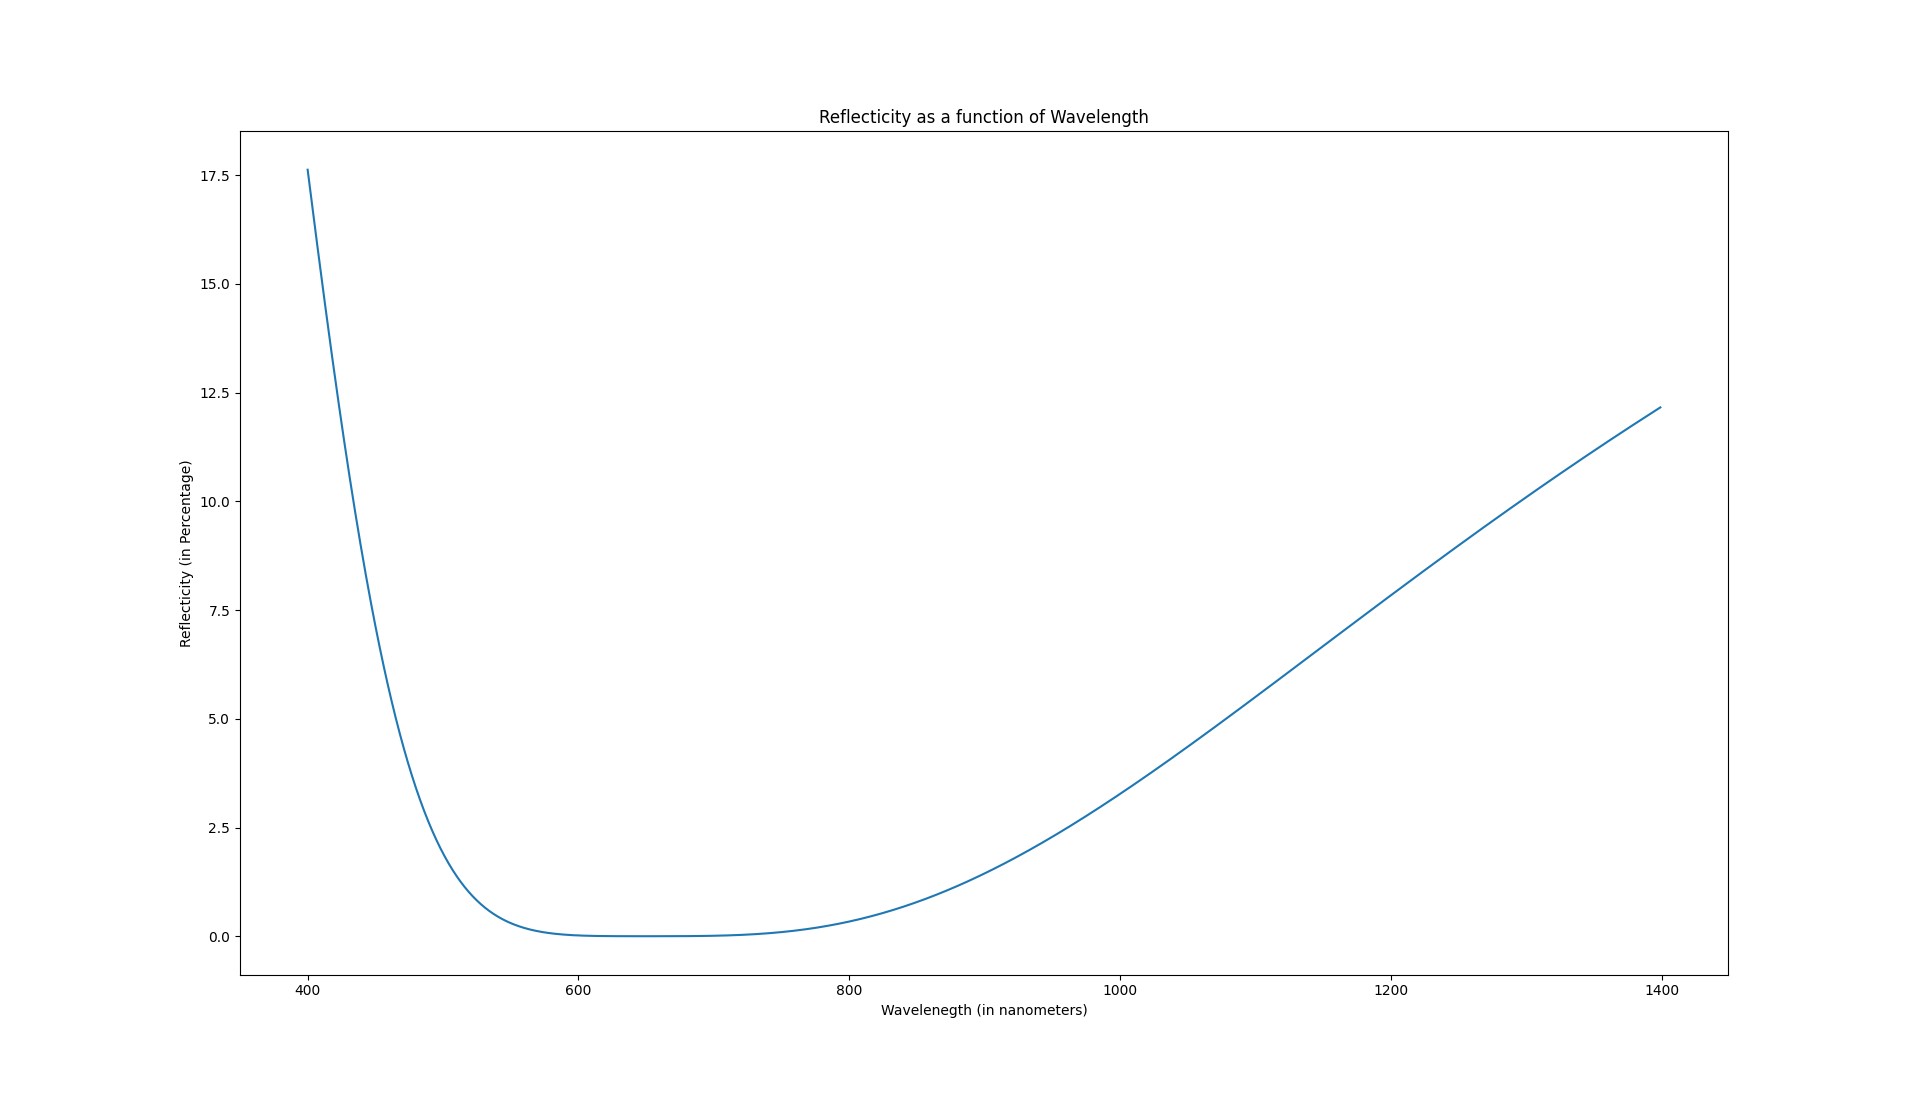 Reflecticity as a function of Wavelength
17.5
15.0
12.5
10.0
7.5
5.0
2.5
0.0
Reflecticity (in Percentage)
400 600 800 1000 1200 1400
Wavelenegth (in nanometers)